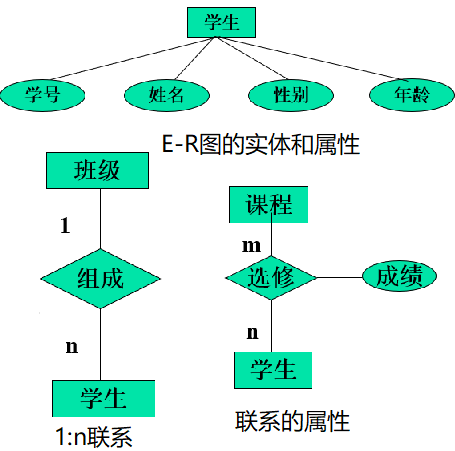 学生
学号 姓名 性别 年龄
E-R图的实体和属性
班级
1
组成
n
学生
1:n联系
课程
m
选修 成绩
n
学生
联系的属性